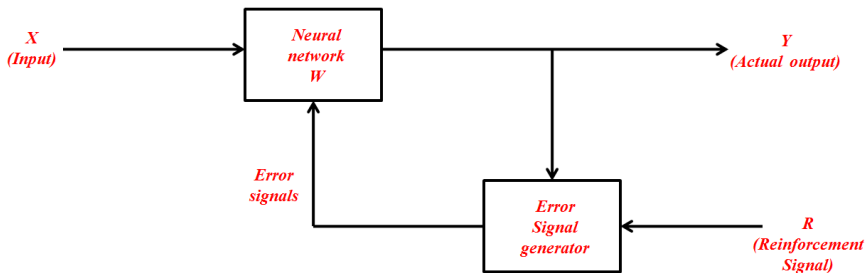 X
(Input)
Neural
network
W
Y
(Actual output)
Error
signals
Error
Signal
generator
R
(Reinforcement
Signal)